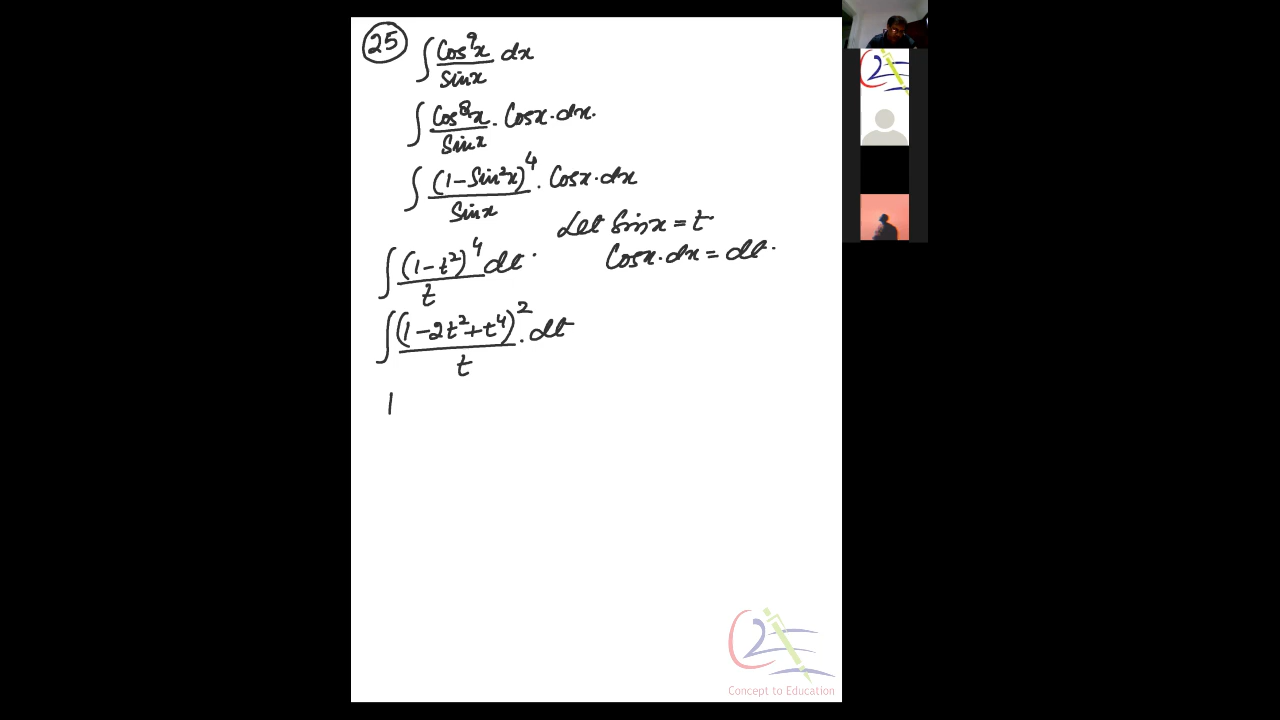 25 ∫ Cos⁹x / Sinx dx
∫ Cos⁸x / Sinx . Cosx . dx.
∫ (1 - Sin²x)⁴ / Sinx . Cosx . dx
Let Sinx = t.
∫ (1 - t²)⁴ / t dt . Cosx . dx = dt .
∫ (1 - 2t² + t⁴)² / t . dt
|
C2E
Concept to Education